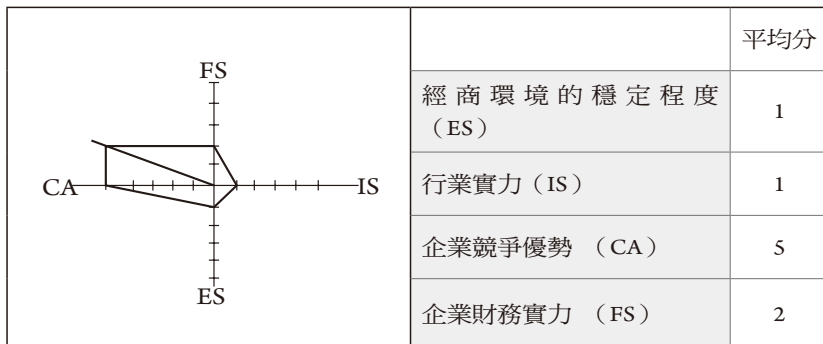 平均分
FS
經商環境的穩定程度
（ES）
1
CA
IS
行業實力（IS）
1
企業競爭優勢 （CA）
5
ES
企業財務實力 （FS）
2